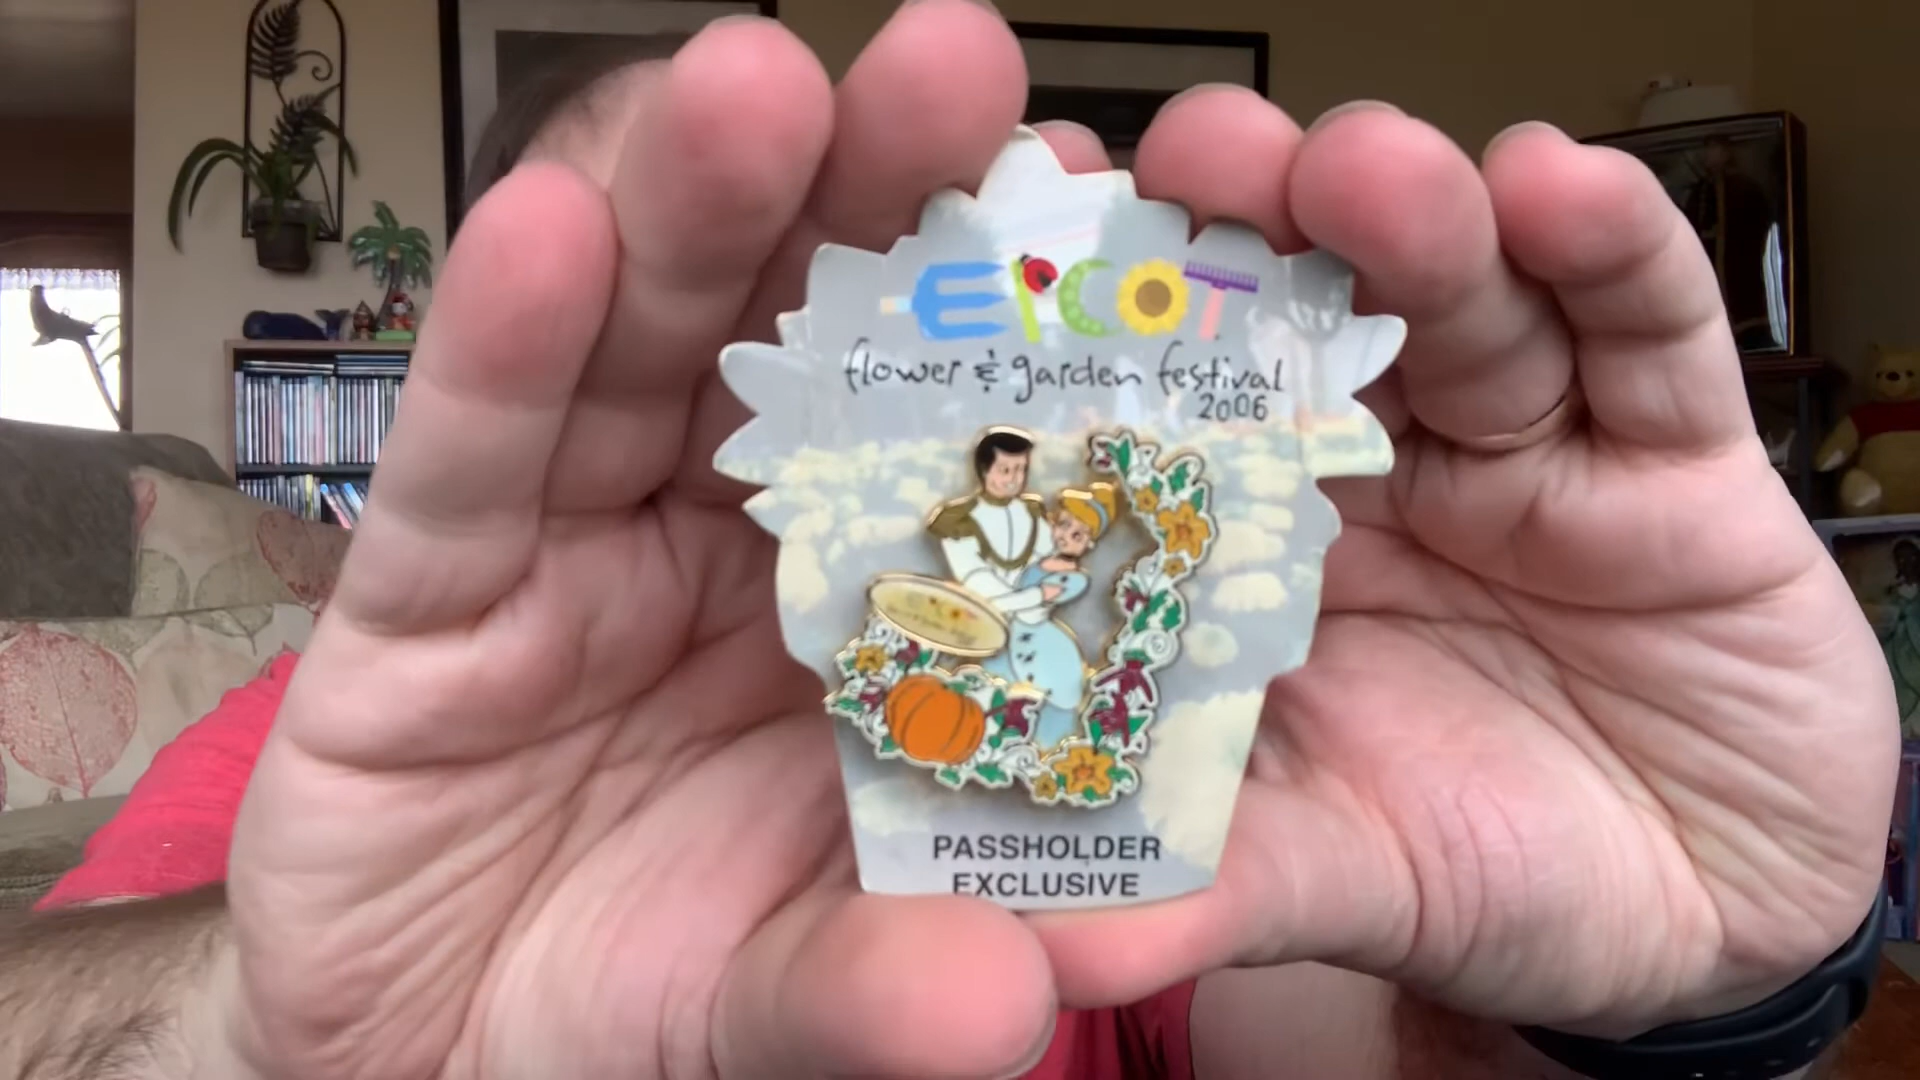 EPCOT
flower & garden festival
2006
PASSHOLDER
EXCLUSIVE